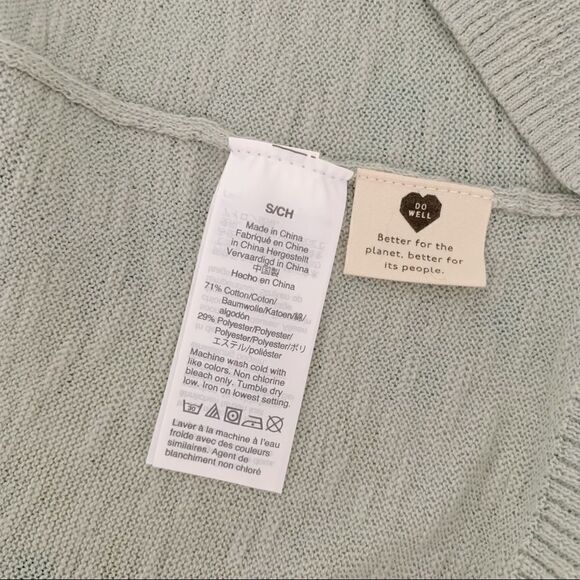 S/CH
Made in China
Fabriqué en Chine
in China Hergestellt
Vervaardigd in China
中国製
Hecho en China
71% Cotton/Coton/
Baumwolle/Katoen/綿/
algodón
29% Polyester/Polyester/
Polyester/Polyester/ポリ
エステル/poliéster
Machine wash cold with
like colors. Non chlorine
bleach only. Tumble dry
low. Iron on lowest setting.
30
Laver à la machine à l'eau
froide avec des couleurs
similaires. Agent de
blanchiment non chloré
DO
WELL
Better for the
planet, better for
its people.